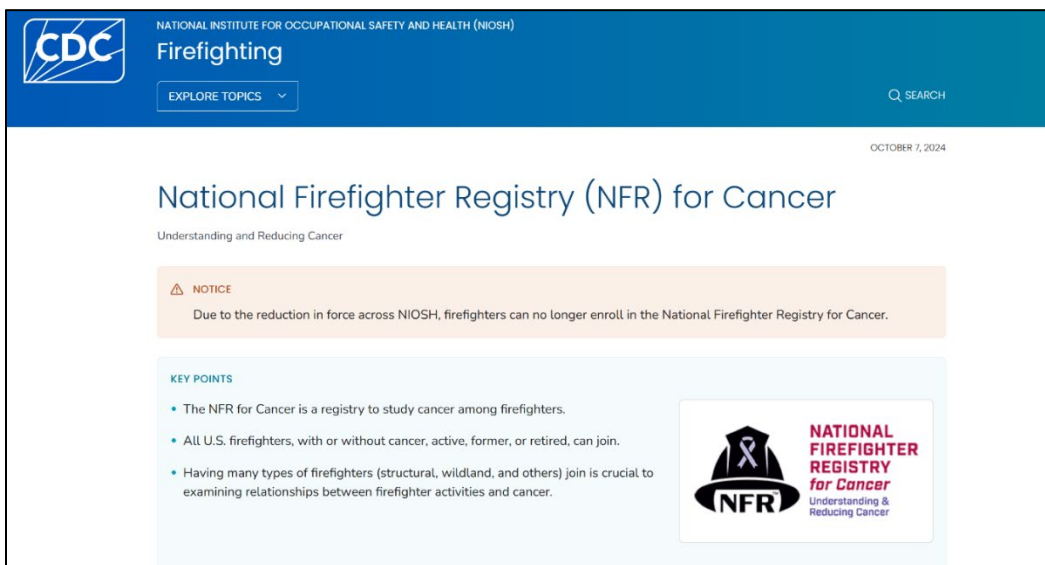 CDC
NATIONAL INSTITUTE FOR OCCUPATIONAL SAFETY AND HEALTH (NIOSH)
Firefighting
EXPLORE TOPICS
SEARCH
OCTOBER 7, 2024
National Firefighter Registry (NFR) for Cancer
Understanding and Reducing Cancer
NOTICE
Due to the reduction in force across NIOSH, firefighters can no longer enroll in the National Firefighter Registry for Cancer.
KEY POINTS
• The NFR for Cancer is a registry to study cancer among firefighters.
• All U.S. firefighters, with or without cancer, active, former, or retired, can join.
• Having many types of firefighters (structural, wildland, and others) join is crucial to
examining relationships between firefighter activities and cancer.
NFR™
NATIONAL
FIREFIGHTER
REGISTRY
for Cancer
Understanding &
Reducing Cancer